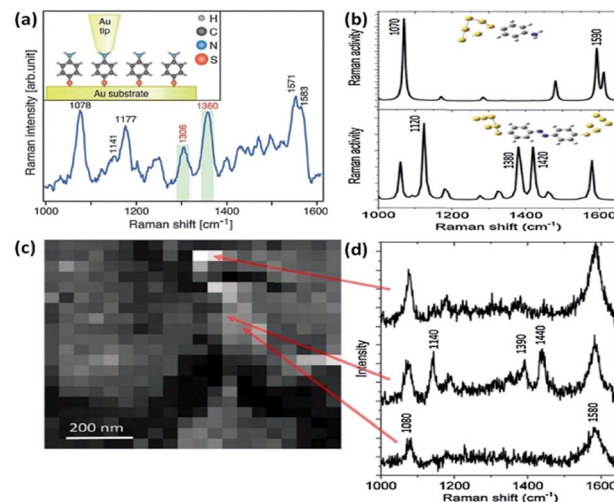 (a)
Au
tip
H
C
N
S
Au substrate
Raman intensity [arb.unit]
1078
1141
1177
1306
1360
1571
1583
1000 1200 1400 1600
Raman shift [cm⁻¹]
(b)
Raman activity
1070
1590
Raman activity
1120
1380
1420
1000 1200 1400 1600
Raman shift (cm⁻¹)
(c)
200 nm
(d)
Intensity
1140
1390
1440
1080
1580
1000 1200 1400 1600
Raman shift (cm⁻¹)